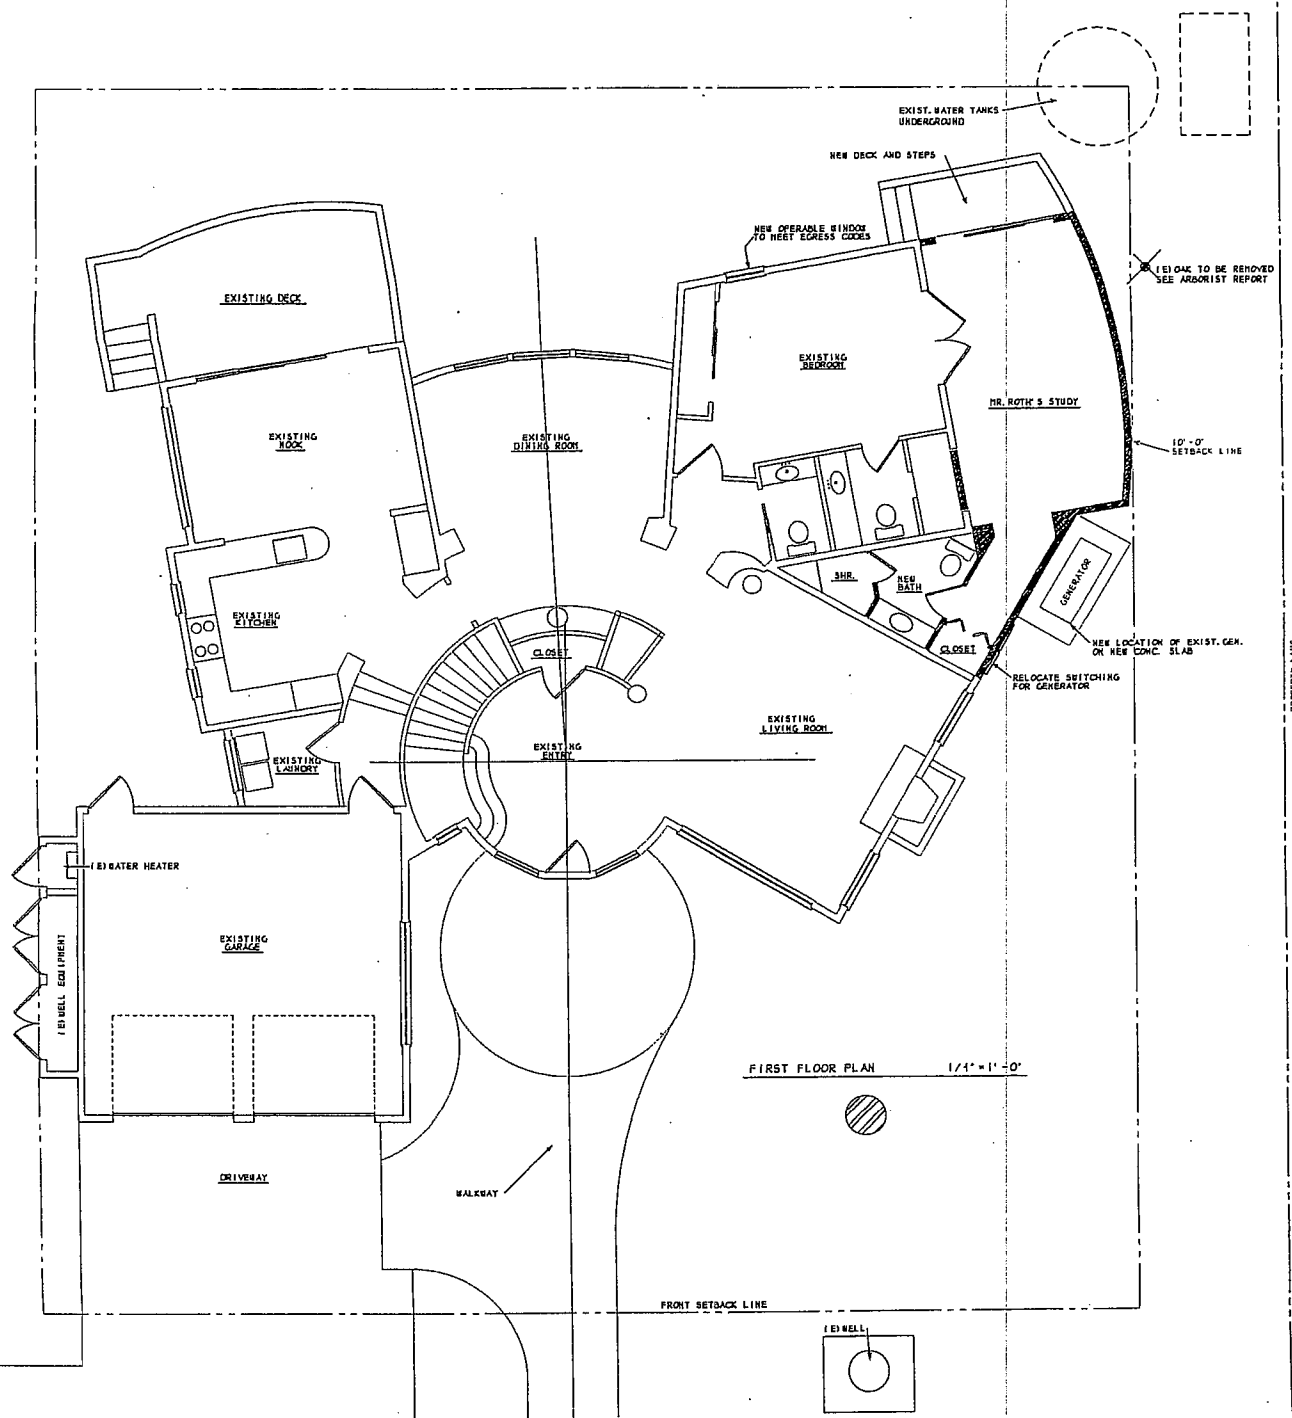 EXIST. WATER TANKS
UNDERGROUND
NEW DECK AND STEPS
NEW OPERABLE WINDOW
TO MEET EGRESS CODES
(E) OAK TO BE REMOVED
SEE ARBORIST REPORT
EXISTING DECK
EXISTING
BEDROOM
MR. ROTH'S STUDY
EXISTING
NOOK
EXISTING
DINING ROOM
10'-0"
SETBACK LINE
SHR.
NEW
BATH
GENERATOR
EXISTING
KITCHEN
CLOSET
CLOSET
NEW LOCATION OF EXIST. GEN.
ON NEW CONC. SLAB
RELOCATE SWITCHING
FOR GENERATOR
EXISTING
LIVING ROOM
EXISTING
ENTRY
EXISTING
LAUNDRY
(E) WATER HEATER
EXISTING
GARAGE
(E) WELL EQUIPMENT
FIRST FLOOR PLAN 1/4" = 1'-0"
DRIVEWAY
WALKWAY
FRONT SETBACK LINE
(E) WELL